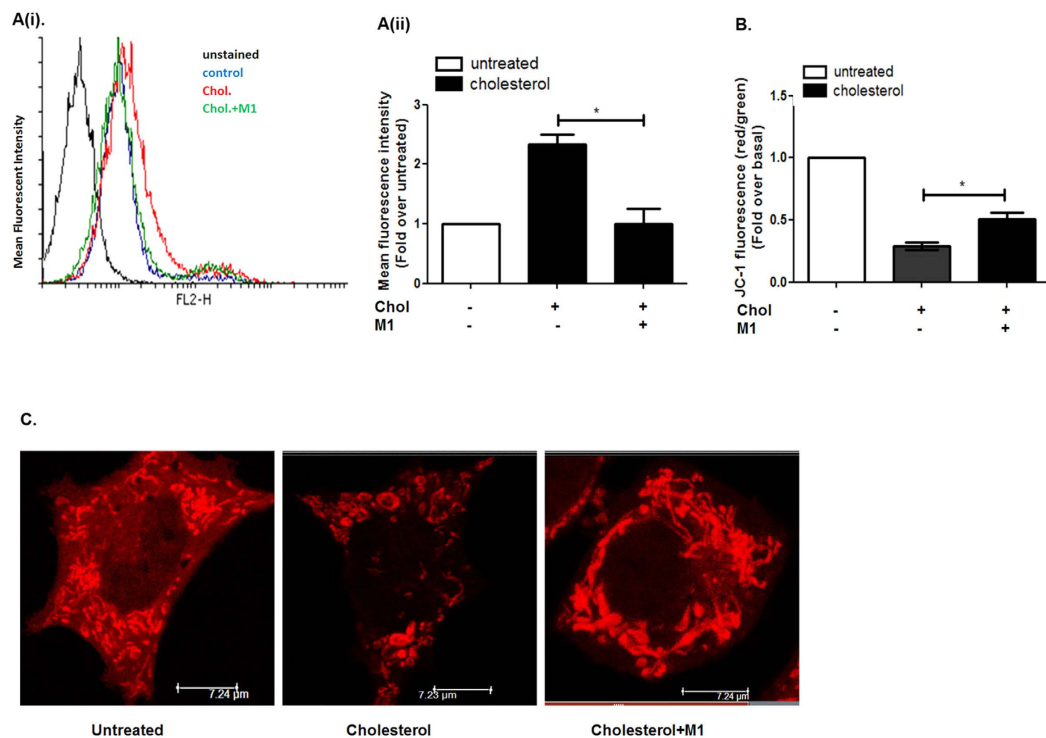 A(i).
unstained
control
Chol.
Chol.+M1
Mean Fluorescent Intensity
FL2-H
A(ii)
untreated
cholesterol
Mean fluorescence intensity
(Fold over untreated)
3
2
1
0
*
Chol - + +
M1 - - +
B.
untreated
cholesterol
JC-1 fluorescence (red/green)
(Fold over basal)
1.5
1.0
0.5
0.0
*
Chol - + +
M1 - - +
C.
7.24 µm
7.23 µm
7.24 µm
Untreated
Cholesterol
Cholesterol+M1